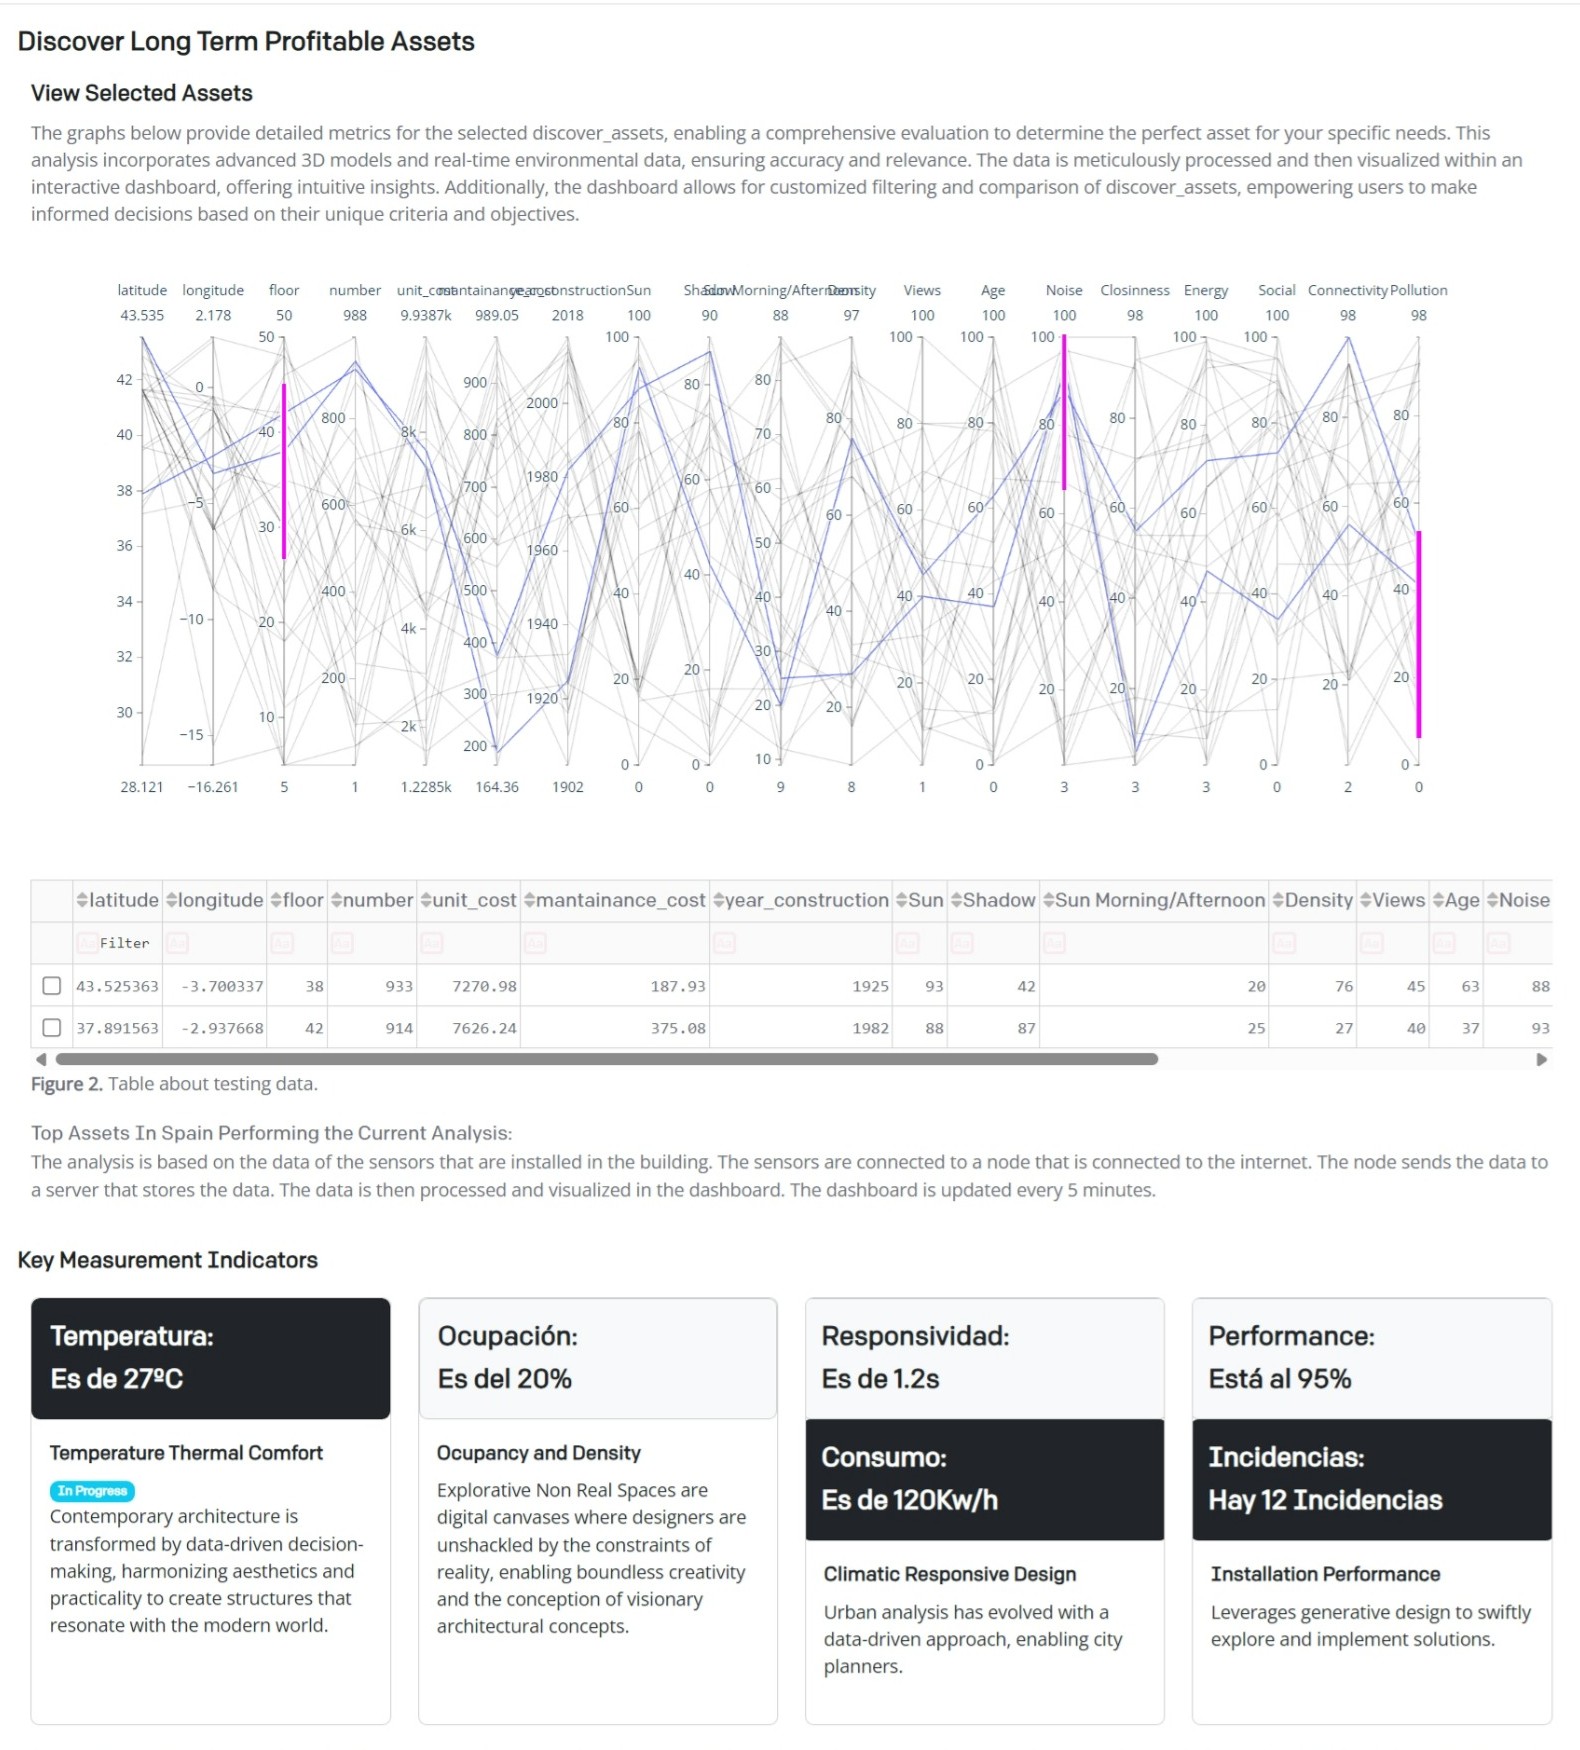 Discover Long Term Profitable Assets
View Selected Assets
The graphs below provide detailed metrics for the selected discover_assets, enabling a comprehensive evaluation to determine the perfect asset for your specific needs. This
analysis incorporates advanced 3D models and real-time environmental data, ensuring accuracy and relevance. The data is meticulously processed and then visualized within an
interactive dashboard, offering intuitive insights. Additionally, the dashboard allows for customized filtering and comparison of discover_assets, empowering users to make
informed decisions based on their unique criteria and objectives.
latitude longitude floor number unit_cost mantainance_cost year_construction Sun Shadow Sun Morning/Afternoon Density Views Age Noise Closinness Energy Social Connectivity Pollution
43.535 2.178 50 988 9.9387k 989.05 2018 100 90 88 97 100 100 100 98 100 100 98 98
50 100 100 100 100 100 100
42 0 900 80 80 80
40 40 800 8k 800 2000 80 70 80 80 80 80 80 80 80 80 80
38 −5 600 700 1980 60 60 60 60 60 60 60 60 60 60 60
36 30 6k 600 1960 60 50
34 −10 20 400 4k 500 1940 40 40 40 40 40 40 40 40 40 40 40 40
32 400 30
30 −15 10 200 2k 300 1920 20 20 20 20 20 20 20 20 20 20 20 20
200 0 0 10 0 0 0
28.121 −16.261 5 1 1.2285k 164.36 1902 0 0 9 8 1 0 3 3 3 0 2 0
latitude longitude floor number unit_cost mantainance_cost year_construction Sun Shadow Sun Morning/Afternoon Density Views Age Noise
Aa Filter Aa Aa Aa Aa Aa Aa Aa Aa Aa Aa Aa Aa Aa
43.525363 -3.700337 38 933 7270.98 187.93 1925 93 42 20 76 45 63 88
37.891563 -2.937668 42 914 7626.24 375.08 1982 88 87 25 27 40 37 93
Figure 2. Table about testing data.
Top Assets In Spain Performing the Current Analysis:
The analysis is based on the data of the sensors that are installed in the building. The sensors are connected to a node that is connected to the internet. The node sends the data to
a server that stores the data. The data is then processed and visualized in the dashboard. The dashboard is updated every 5 minutes.
Key Measurement Indicators
Temperatura:
Es de 27ºC
Temperature Thermal Comfort
In Progress
Contemporary architecture is
transformed by data-driven decision-
making, harmonizing aesthetics and
practicality to create structures that
resonate with the modern world.
Ocupación:
Es del 20%
Ocupancy and Density
Explorative Non Real Spaces are
digital canvases where designers are
unshackled by the constraints of
reality, enabling boundless creativity
and the conception of visionary
architectural concepts.
Responsividad:
Es de 1.2s
Consumo:
Es de 120Kw/h
Climatic Responsive Design
Urban analysis has evolved with a
data-driven approach, enabling city
planners.
Performance:
Está al 95%
Incidencias:
Hay 12 Incidencias
Installation Performance
Leverages generative design to swiftly
explore and implement solutions.